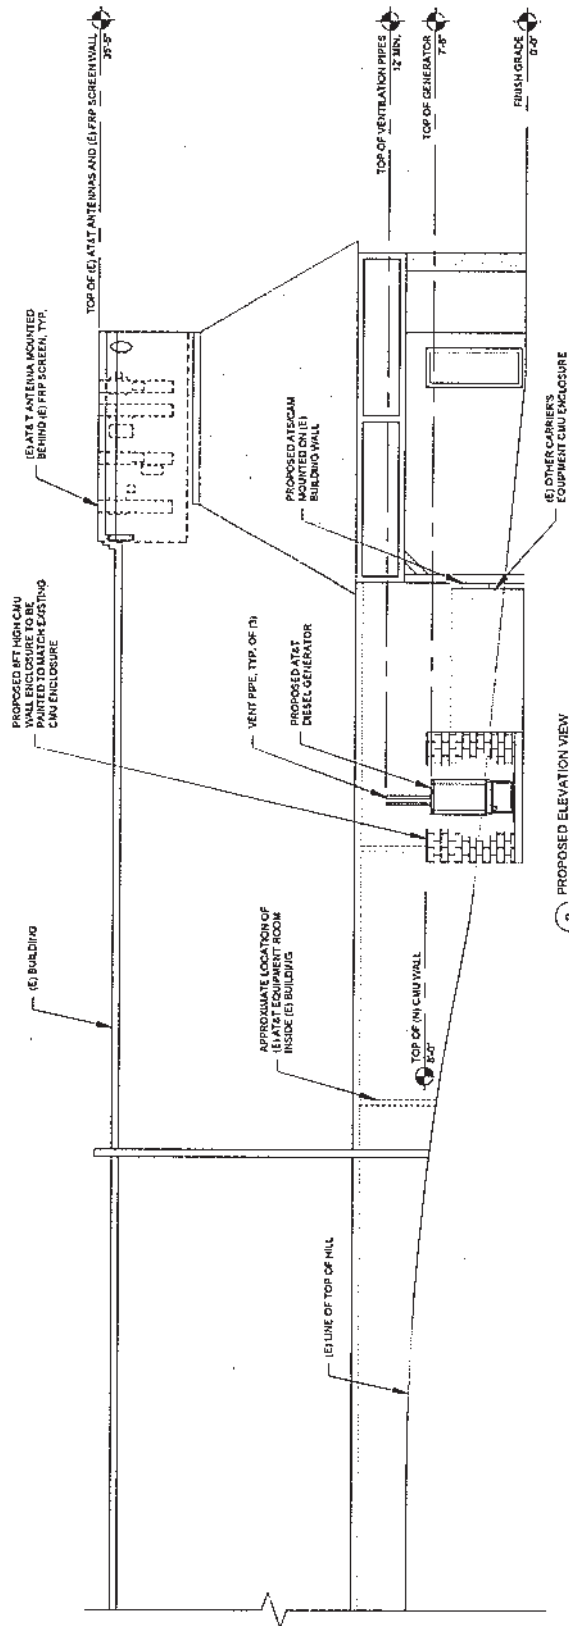 TOP OF (E) AT&T ANTENNAS AND (E) FRP SCREEN WALL
35'-5"
TOP OF VENTILATION PIPES
12' MIN.
TOP OF GENERATOR
7'-8"
FINISH GRADE
0'-0"
(E) AT&T ANTENNA MOUNTED
BEHIND (E) FRP SCREEN, TYP.
PROPOSED 8FT HIGH CMU
WALL ENCLOSURE TO BE
PAINTED TO MATCH EXISTING
CMU ENCLOSURE
(E) BUILDING
VENT PIPE, TYP. OF (3)
PROPOSED AT&T
DIESEL GENERATOR
PROPOSED ATS/CAM
MOUNTED ON (E)
BUILDING WALL
(E) OTHER CARRIER'S
EQUIPMENT CMU ENCLOSURE
APPROXIMATE LOCATION OF
(E) AT&T EQUIPMENT ROOM
INSIDE (E) BUILDING
TOP OF (N) CMU WALL
8'-0"
(E) LINE OF TOP OF HILL
PROPOSED ELEVATION VIEW